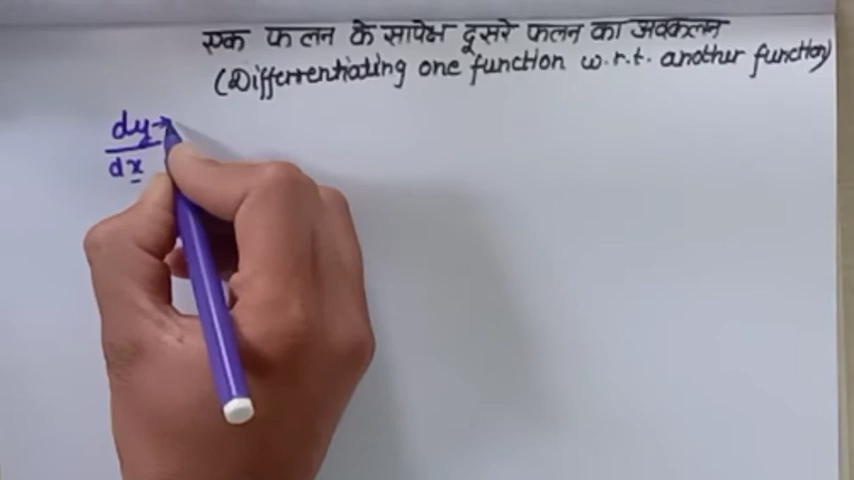 एक फलन के सापेक्ष दूसरे फलन का अवकलन
(Differentiating one function w.r.t. another function)
dy→
dx